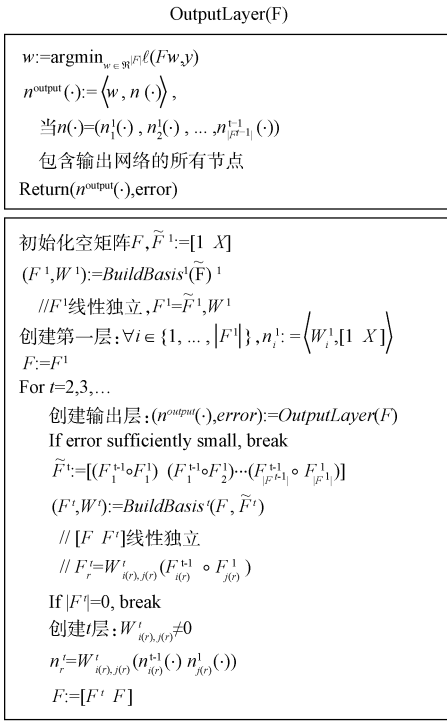 OutputLayer(F)
w:=argmin_{w∈ℜ^{|F|}}ℓ(Fw,y)
n^{output}(·):=⟨w, n (·)⟩,
当n(·)=(n_1^1(·) , n_2^1(·) , … ,n_{|F^{t-1}|}^{t-1}(·))
包含输出网络的所有节点
Return(n^{output}(·),error)
初始化空矩阵F,F̃^1:=[1 X]
(F^1,W^1):=BuildBasis^1(F̃)^1
//F^1线性独立,F^1=F̃^1,W^1
创建第一层:∀i∈{1, … ,|F^1|},n_i^1:=⟨W_i^1,[1 X]⟩
F:=F^1
For t=2,3,…
创建输出层:(n^{output}(·),error):=OutputLayer(F)
If error sufficiently small, break
F̃^t:=[(F_1^{t-1}∘F_1^1) (F_1^{t-1}∘F_2^1)⋯(F_{|F^{t-1}|}^{t-1}∘ F_{|F^1|}^1)]
(F^t,W^t):=BuildBasis^t(F, F̃^t)
// [F F^t]线性独立
// F_r^t=W_{i(r),j(r)}^t(F_{i(r)}^{t-1} ∘ F_{j(r)}^1)
If |F^t|=0, break
创建t层:W_{i(r),j(r)}^t≠0
n_r^t=W_{i(r),j(r)}^t(n_{i(r)}^{t-1}(·) n_{j(r)}^1(·))
F:=[F^t F]